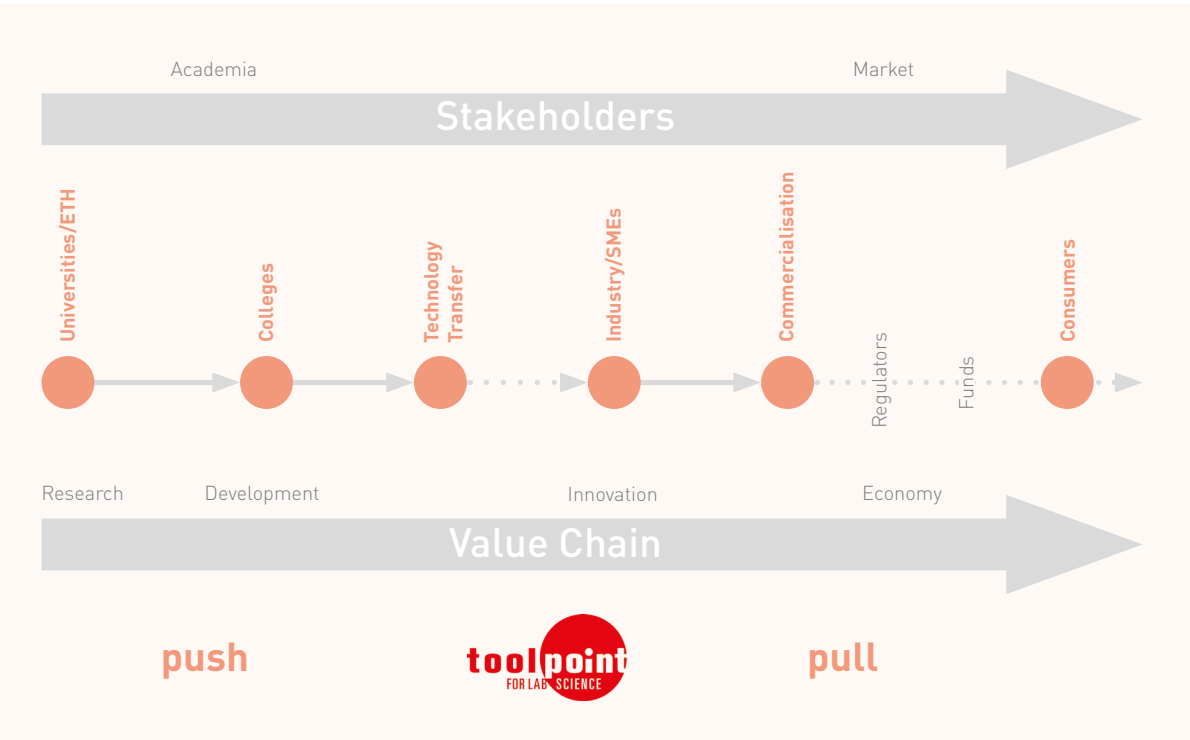 Academia
Market
Stakeholders
Universities/ETH
Colleges
Technology
Transfer
Industry/SMEs
Commercialisation
Regulators
Funds
Consumers
Research
Development
Innovation
Economy
Value Chain
push
toolpoint
FOR LAB SCIENCE
pull